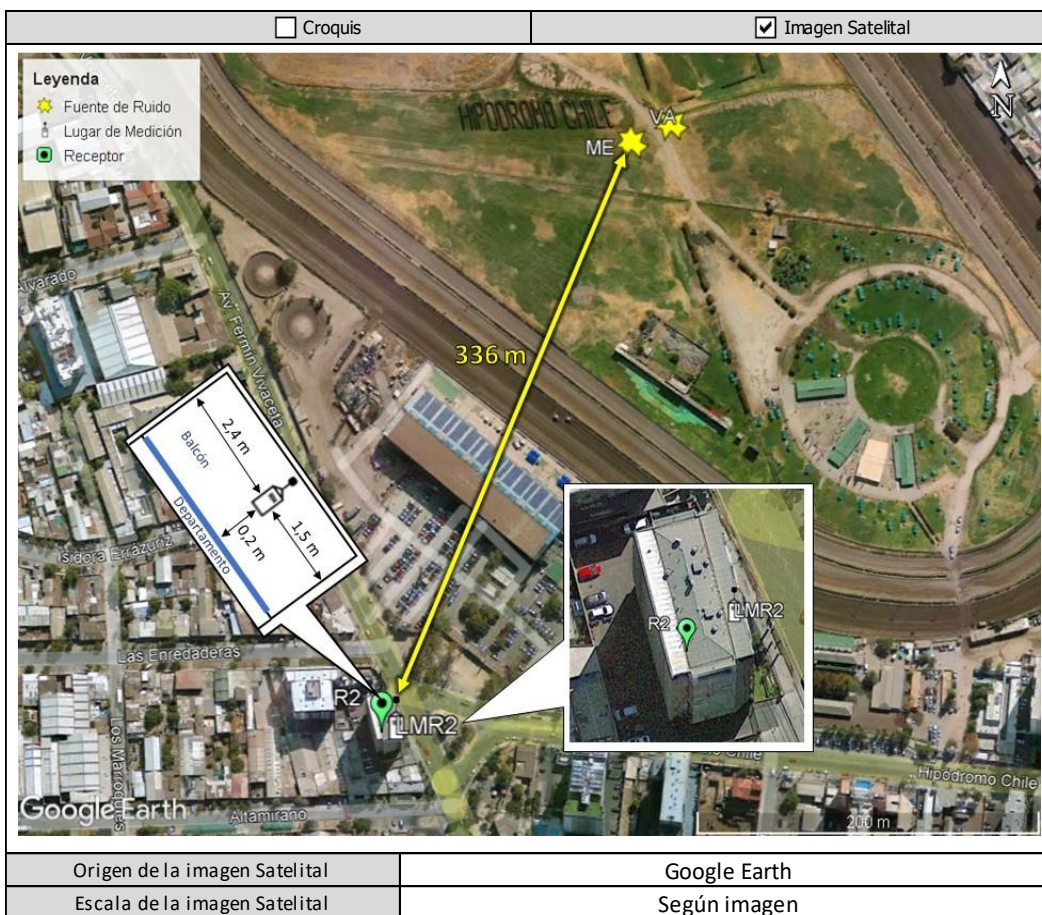 Croquis
Imagen Satelital
Leyenda
Fuente de Ruido
Lugar de Medición
Receptor
N
HIPODROMO CHILE
VA
ME
Alvarado
Av. Fermín Vivaceta
336 m
2,4 m
Balcón
Departamento
0,2 m
1,5 m
Isidora Errázuriz
Las Enredaderas
Los Marroquíes
R2
LMR2
R2
LMR2
Chile
Hipódromo Chile
Altamirano
Google Earth
200 m
Origen de la imagen Satelital
Google Earth
Escala de la imagen Satelital
Según imagen